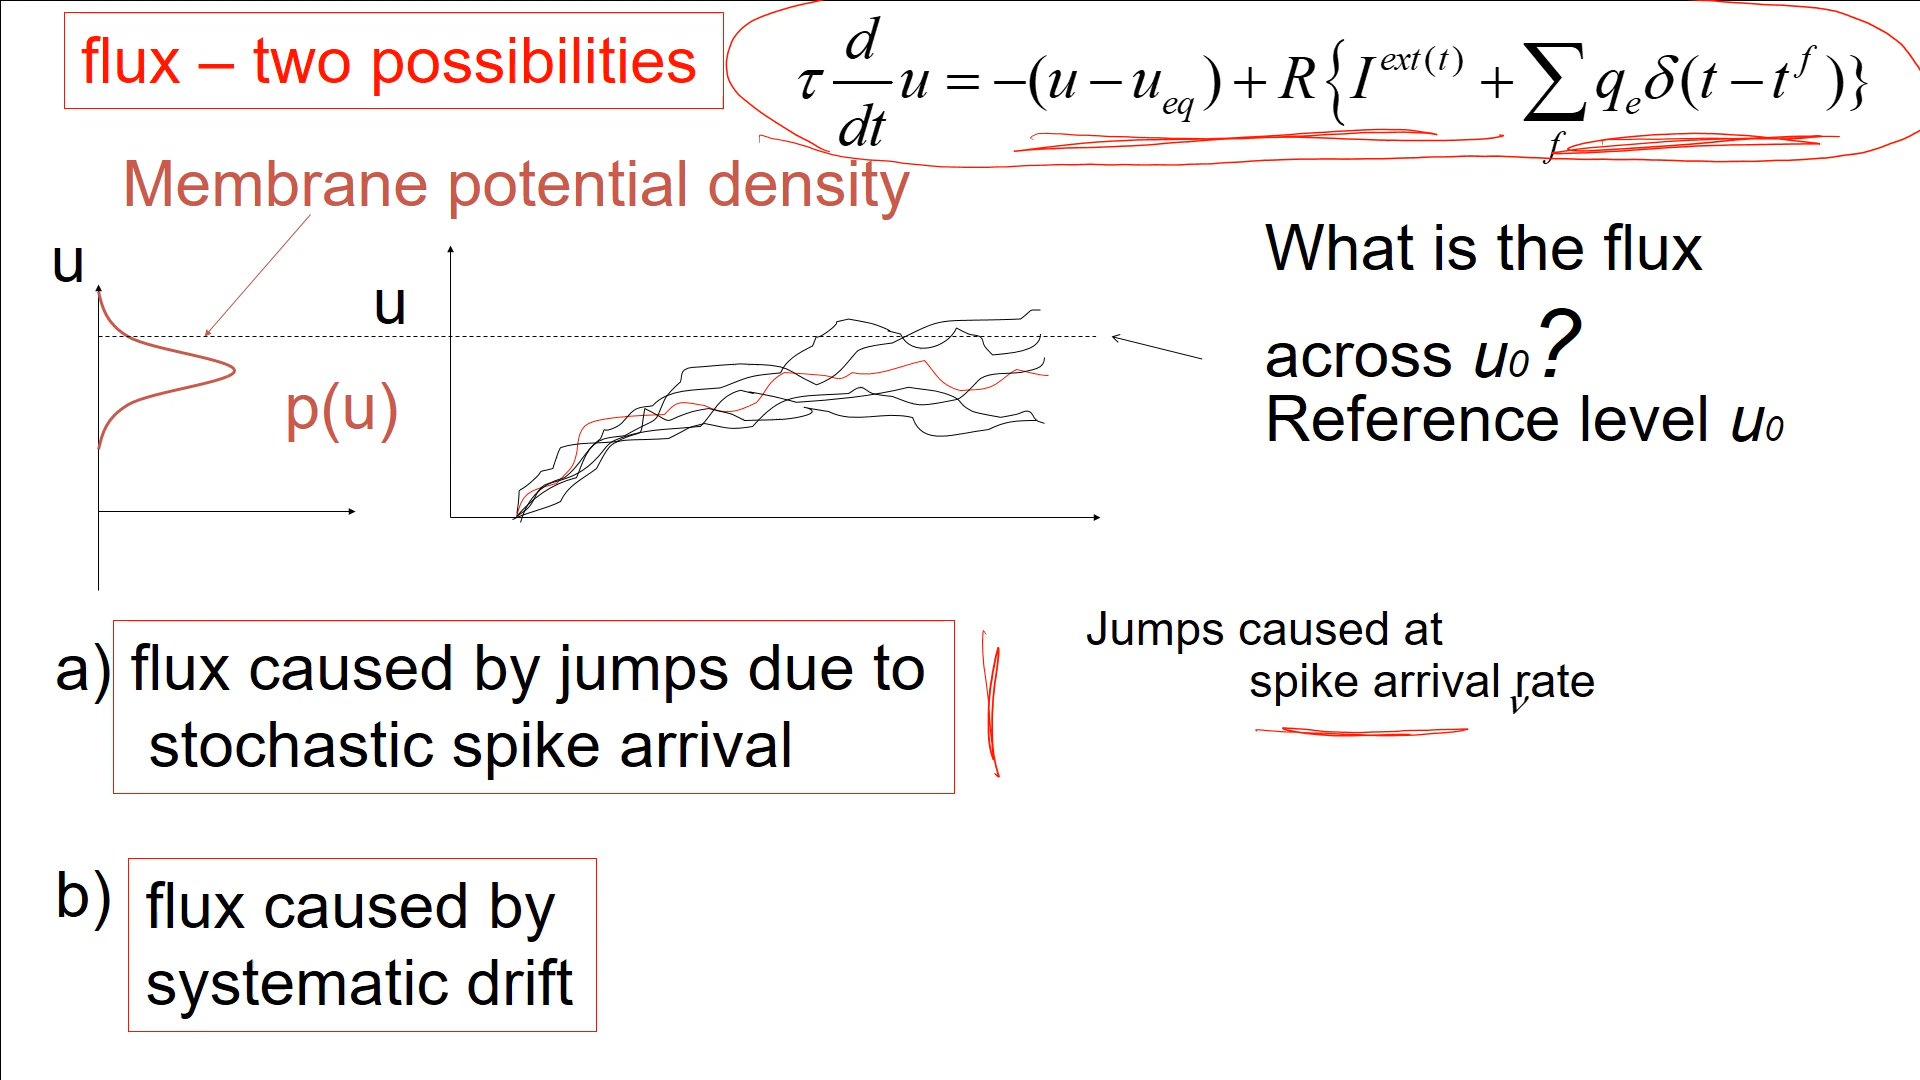 flux – two possibilities
τ d/dt u = −(u − u_eq) + R{I^ext(t) + ∑_f q_e δ(t − t^f)}
Membrane potential density
u
u
p(u)
What is the flux
across u0?
Reference level u0
a) flux caused by jumps due to
stochastic spike arrival
Jumps caused at
spike arrival rate
ν
b) flux caused by
systematic drift